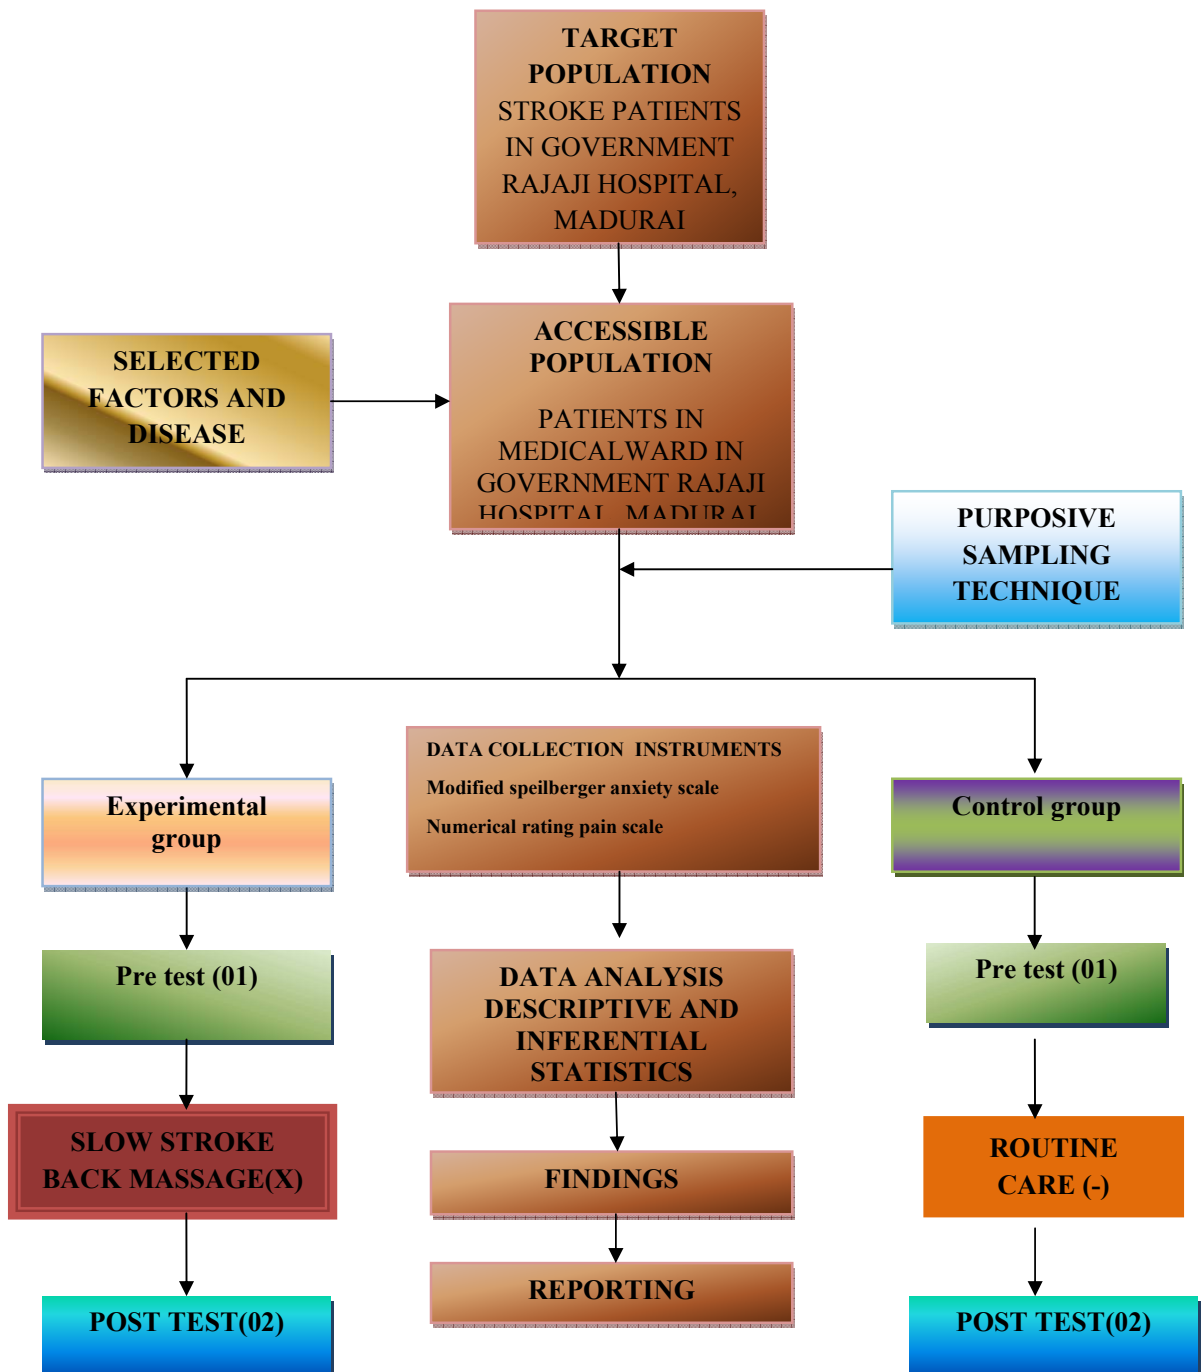 TARGET
POPULATION
STROKE PATIENTS
IN GOVERNMENT
RAJAJI HOSPITAL,
MADURAI
ACCESSIBLE
POPULATION
PATIENTS IN
MEDICALWARD IN
GOVERNMENT RAJAJI
HOSPITAL, MADURAI
SELECTED
FACTORS AND
DISEASE
PURPOSIVE
SAMPLING
TECHNIQUE
Experimental
group
Pre test (01)
SLOW STROKE
BACK MASSAGE(X)
POST TEST(02)
DATA COLLECTION INSTRUMENTS
Modified speilberger anxiety scale
Numerical rating pain scale
DATA ANALYSIS
DESCRIPTIVE AND
INFERENTIAL
STATISTICS
FINDINGS
REPORTING
Control group
Pre test (01)
ROUTINE
CARE (-)
POST TEST(02)